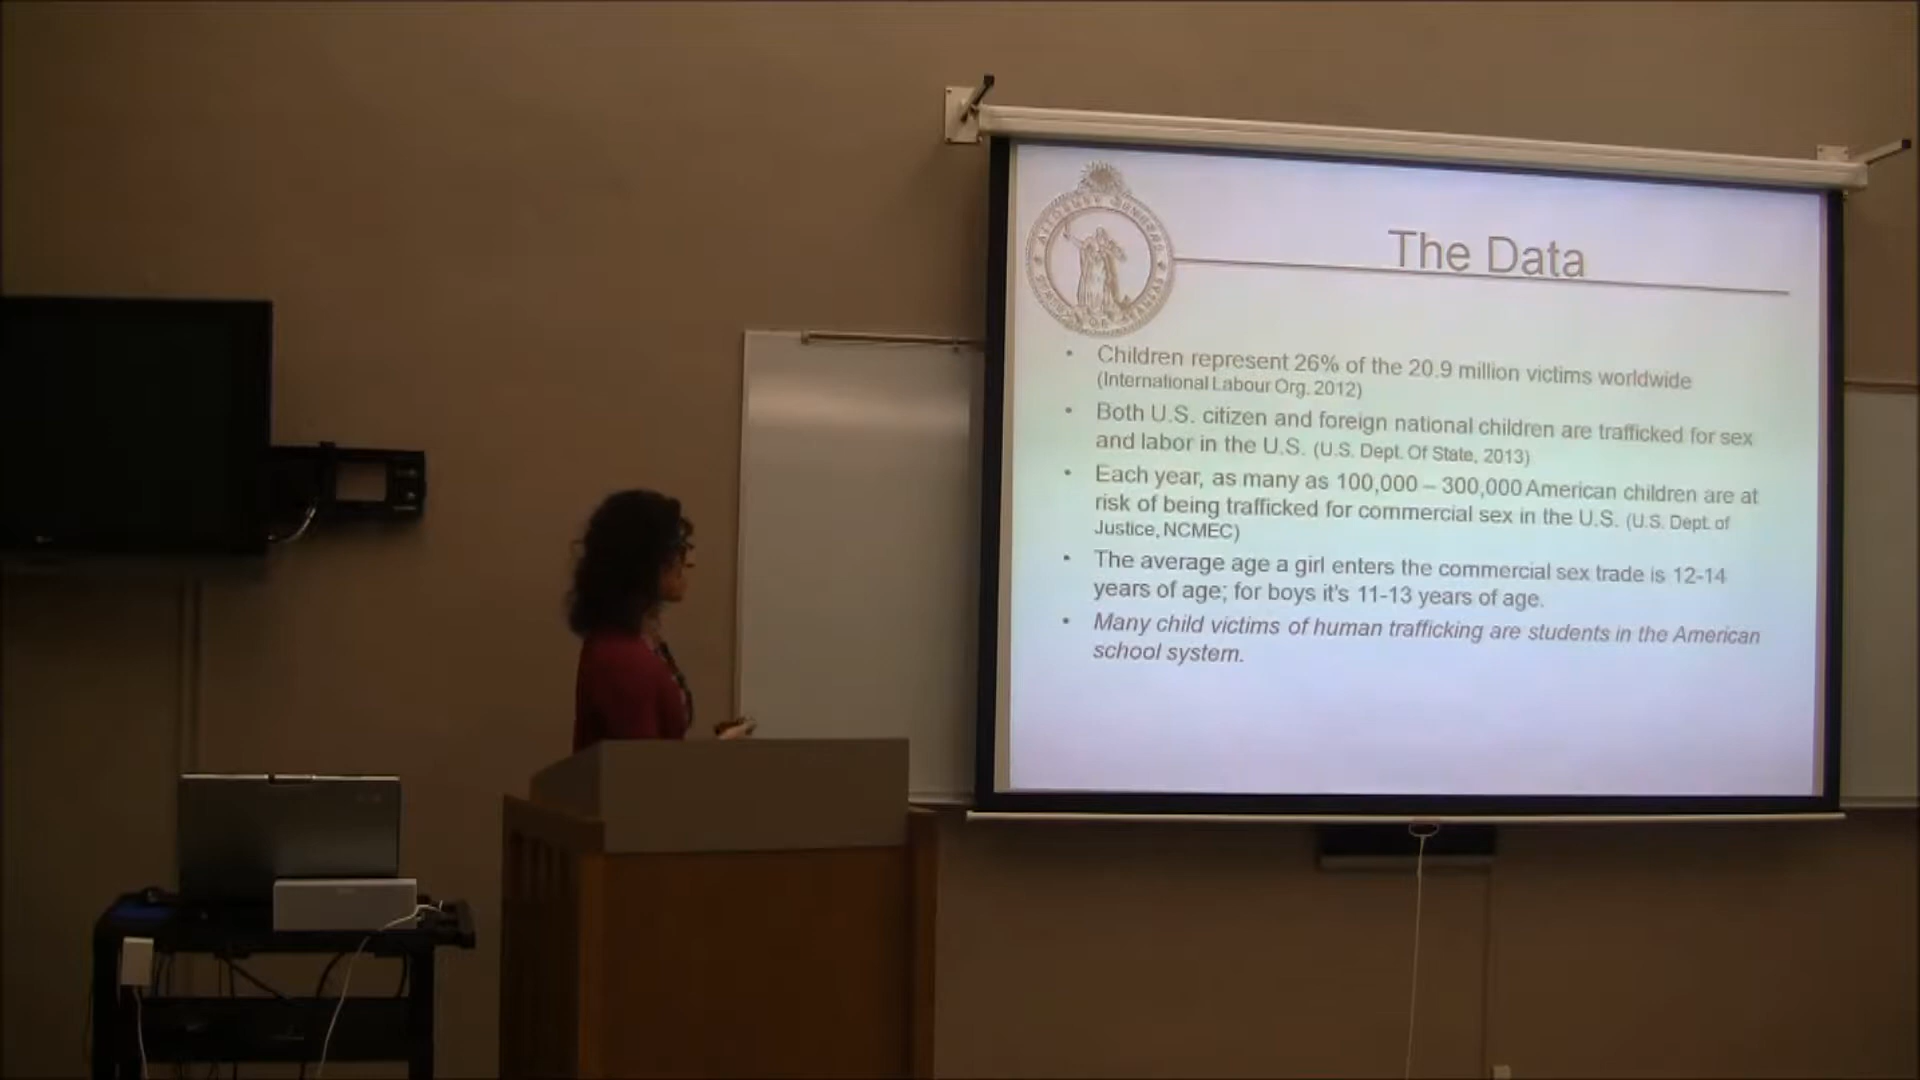 ATTORNEY GENERAL
STATE OF KANSAS
The Data
• Children represent 26% of the 20.9 million victims worldwide
(International Labour Org. 2012)
• Both U.S. citizen and foreign national children are trafficked for sex
and labor in the U.S. (U.S. Dept. Of State, 2013)
• Each year, as many as 100,000 – 300,000 American children are at
risk of being trafficked for commercial sex in the U.S. (U.S. Dept. of
Justice, NCMEC)
• The average age a girl enters the commercial sex trade is 12-14
years of age; for boys it's 11-13 years of age.
• Many child victims of human trafficking are students in the American
school system.